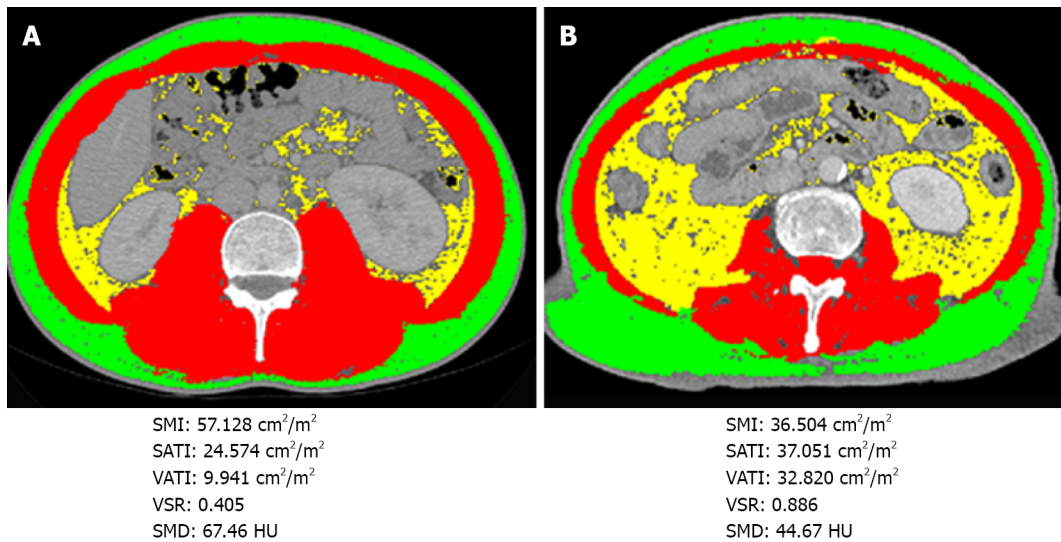 A
B
SMI: 57.128 cm²/m²
SATI: 24.574 cm²/m²
VATI: 9.941 cm²/m²
VSR: 0.405
SMD: 67.46 HU
SMI: 36.504 cm²/m²
SATI: 37.051 cm²/m²
VATI: 32.820 cm²/m²
VSR: 0.886
SMD: 44.67 HU